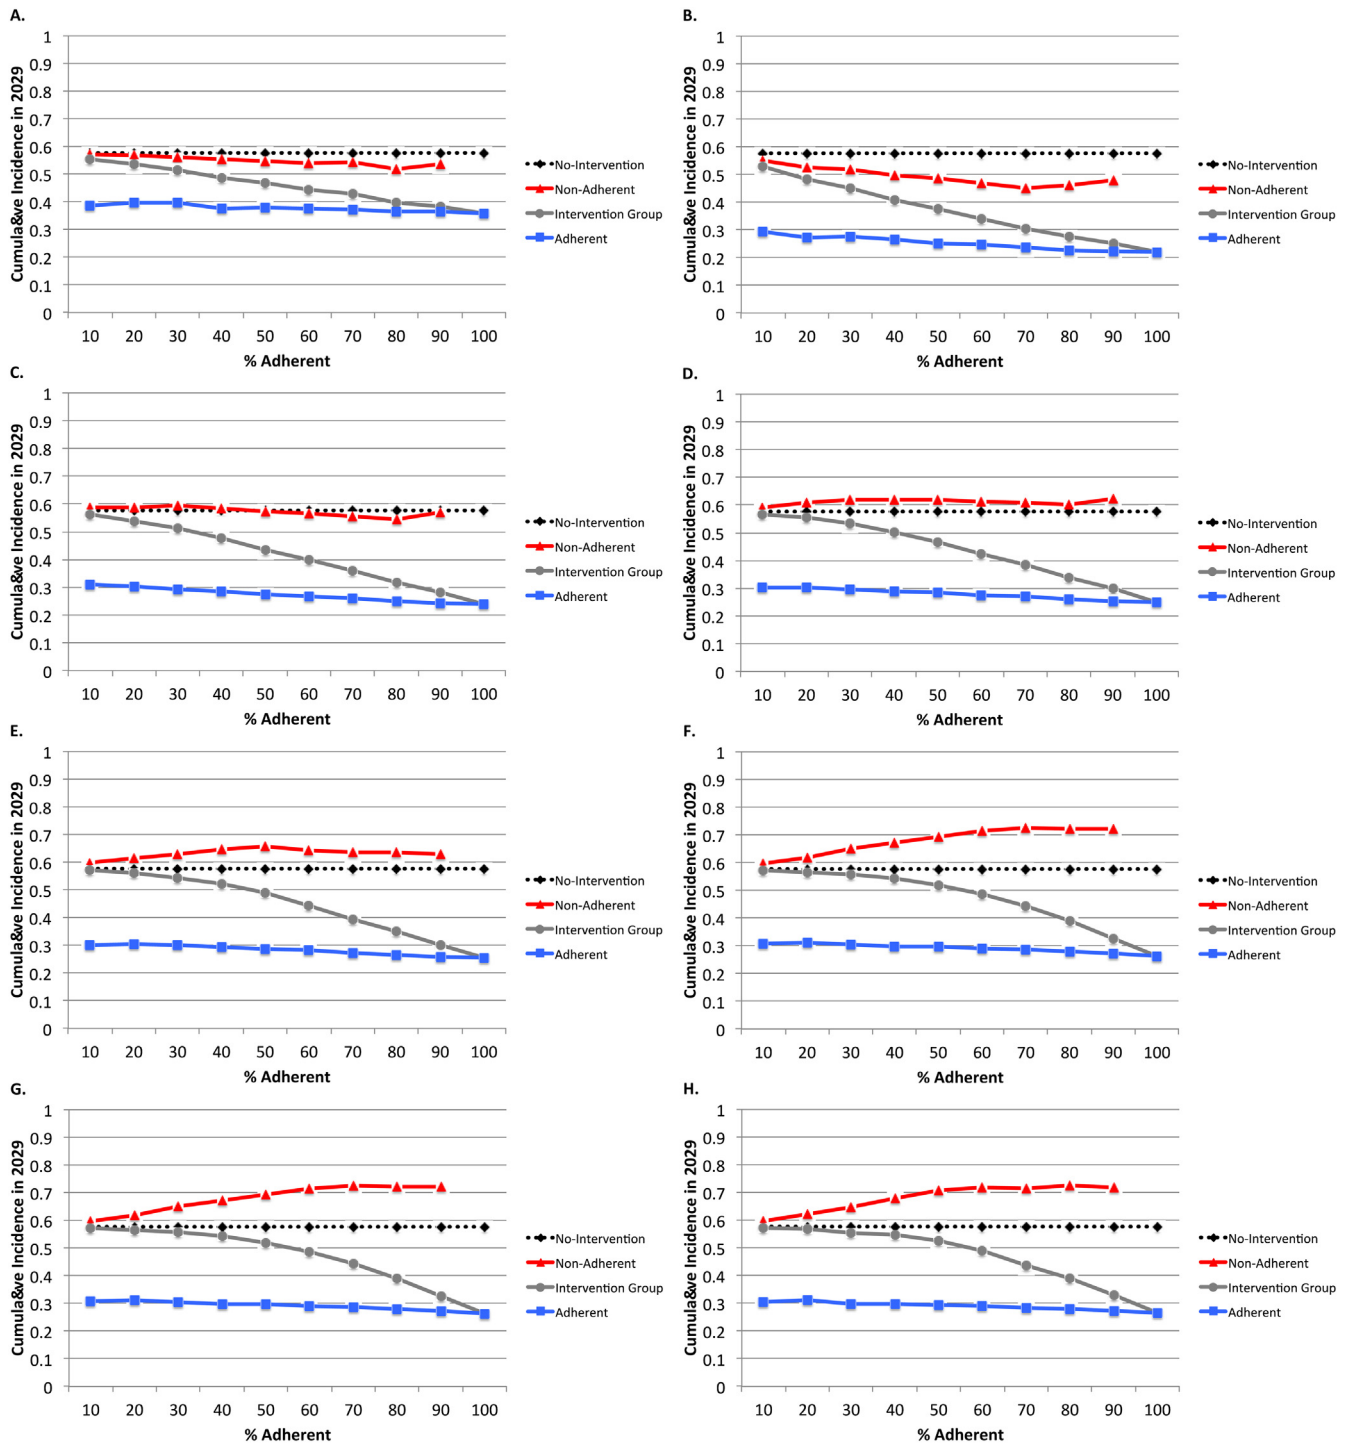 A.
Cumula&ve Incidence in 2029
1
0.9
0.8
0.7
0.6
0.5
0.4
0.3
0.2
0.1
0
10 20 30 40 50 60 70 80 90 100
% Adherent
No-Intervention
Non-Adherent
Intervention Group
Adherent
B.
Cumula&ve Incidence in 2029
1
0.9
0.8
0.7
0.6
0.5
0.4
0.3
0.2
0.1
0
10 20 30 40 50 60 70 80 90 100
% Adherent
No-Intervention
Non-Adherent
Intervention Group
Adherent
C.
Cumula&ve Incidence in 2029
1
0.9
0.8
0.7
0.6
0.5
0.4
0.3
0.2
0.1
0
10 20 30 40 50 60 70 80 90 100
% Adherent
No-Intervention
Non-Adherent
Intervention Group
Adherent
D.
Cumula&ve Incidence in 2029
1
0.9
0.8
0.7
0.6
0.5
0.4
0.3
0.2
0.1
0
10 20 30 40 50 60 70 80 90 100
% Adherent
No-Intervention
Non-Adherent
Intervention Group
Adherent
E.
Cumula&ve Incidence in 2029
1
0.9
0.8
0.7
0.6
0.5
0.4
0.3
0.2
0.1
0
10 20 30 40 50 60 70 80 90 100
% Adherent
No-Intervention
Non-Adherent
Intervention Group
Adherent
F.
Cumula&ve Incidence in 2029
1
0.9
0.8
0.7
0.6
0.5
0.4
0.3
0.2
0.1
0
10 20 30 40 50 60 70 80 90 100
% Adherent
No-Intervention
Non-Adherent
Intervention Group
Adherent
G.
Cumula&ve Incidence in 2029
1
0.9
0.8
0.7
0.6
0.5
0.4
0.3
0.2
0.1
0
10 20 30 40 50 60 70 80 90 100
% Adherent
No-Intervention
Non-Adherent
Intervention Group
Adherent
H.
Cumula&ve Incidence in 2029
1
0.9
0.8
0.7
0.6
0.5
0.4
0.3
0.2
0.1
0
10 20 30 40 50 60 70 80 90 100
% Adherent
No-Intervention
Non-Adherent
Intervention Group
Adherent